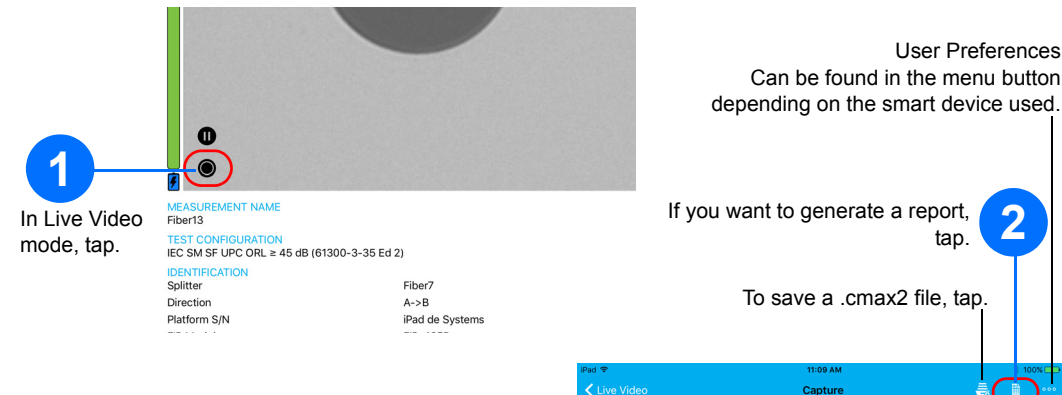 User Preferences
Can be found in the menu button
depending on the smart device used.
1
In Live Video
mode, tap.
MEASUREMENT NAME
Fiber13
TEST CONFIGURATION
IEC SM SF UPC ORL ≥ 45 dB (61300-3-35 Ed 2)
IDENTIFICATION
Splitter Fiber7
Direction A->B
Platform S/N iPad de Systems
If you want to generate a report,
tap.
2
To save a .cmax2 file, tap.
iPad 11:09 AM 100%
Live Video Capture